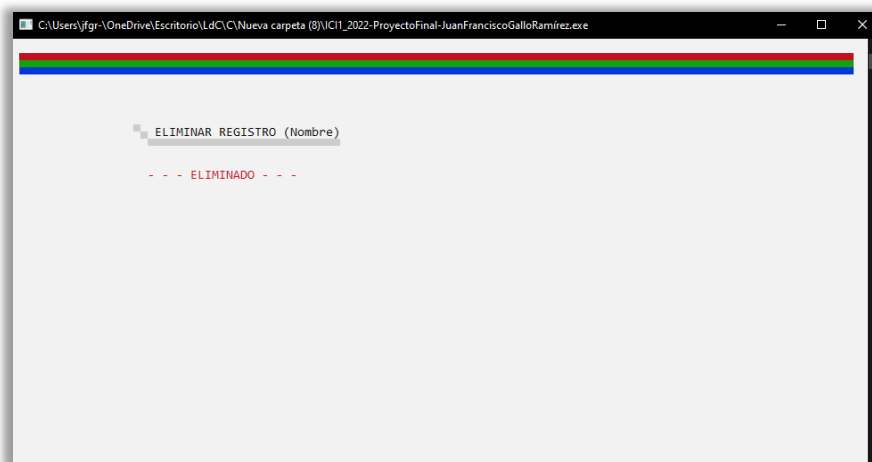 C:\Users\jfgr-\OneDrive\Escritorio\LdC\C\Nueva carpeta (8)\ICI1_2022-ProyectoFinal-JuanFranciscoGalloRamírez.exe
ELIMINAR REGISTRO (Nombre)
- - - ELIMINADO - - -